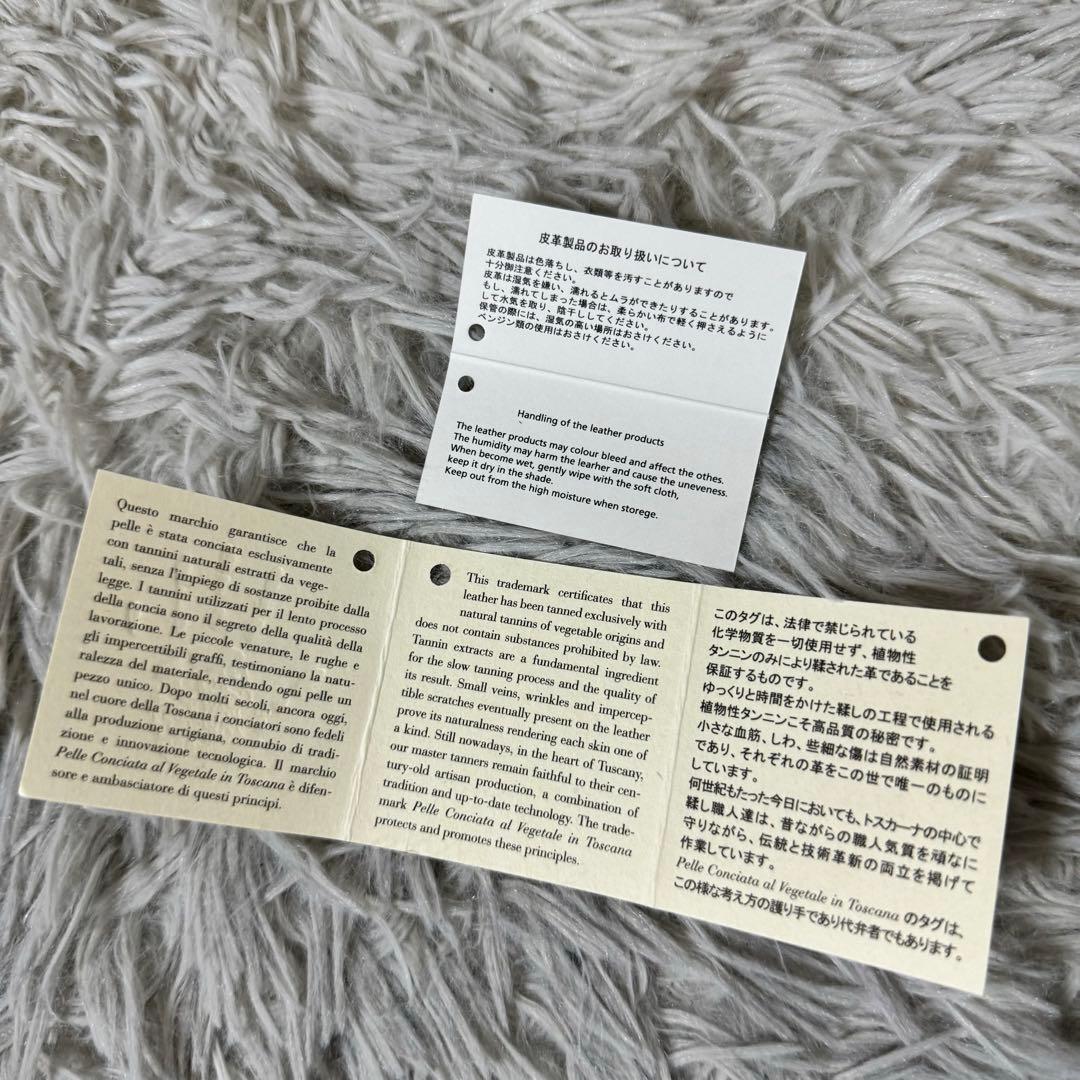 皮革製品のお取り扱いについて
皮革製品は色落ちし、衣類等を汚すことがありますので
十分御注意ください。
皮革は湿気を嫌い、濡れるとムラができたりすることがあります。
もし、濡れてしまった場合は、柔らかい布で軽く押さえるように
して水気を取り、陰干ししてください。
保管の際には、湿気の高い場所はおさけください。
ベンジン類の使用はおさけください。
Handling of the leather products
The leather products may colour bleed and affect the othes.
The humidity may harm the learher and cause the uneveness.
When become wet, gently wipe with the soft cloth,
keep it dry in the shade.
Keep out from the high moisture when storege.
Questo marchio garantisce che la
pelle è stata conciata esclusivamente
con tannini naturali estratti da vege-
tali, senza l'impiego di sostanze proibite dalla
legge. I tannini utilizzati per il lento processo
della concia sono il segreto della qualità della
lavorazione. Le piccole venature, le rughe e
gli impercettibili graffi, testimoniano la natu-
ralezza del materiale, rendendo ogni pelle un
pezzo unico. Dopo molti secoli, ancora oggi,
nel cuore della Toscana i conciatori sono fedeli
alla produzione artigiana, connubio di tradi-
zione e innovazione tecnologica. Il marchio
Pelle Conciata al Vegetale in Toscana è difen-
sore e ambasciatore di questi principi.
This trademark certificates that this
leather has been tanned exclusively with
natural tannins of vegetable origins and
does not contain substances prohibited by law.
Tannin extracts are a fundamental ingredient
for the slow tanning process and the quality of
its result. Small veins, wrinkles and impercep-
tible scratches eventually present on the leather
prove its naturalness rendering each skin one of
a kind. Still nowadays, in the heart of Tuscany,
our master tanners remain faithful to their cen-
tury-old artisan production, a combination of
tradition and up-to-date technology. The trade-
mark Pelle Conciata al Vegetale in Toscana
protects and promotes these principles.
このタグは、法律で禁じられている
化学物質を一切使用せず、植物性
タンニンのみにより鞣された革であることを
保証するものです。
ゆっくりと時間をかけた鞣しの工程で使用される
植物性タンニンこそ高品質の秘密です。
小さな血筋、しわ、些細な傷は自然素材の証明
であり、それぞれの革をこの世で唯一のものに
しています。
何世紀もたった今日においても、トスカーナの中心で
鞣し職人達は、昔ながらの職人気質を頑なに
守りながら、伝統と技術革新の両立を掲げて
作業しています。
Pelle Conciata al Vegetale in Toscana のタグは、
この様な考え方の護り手であり代弁者でもあります。